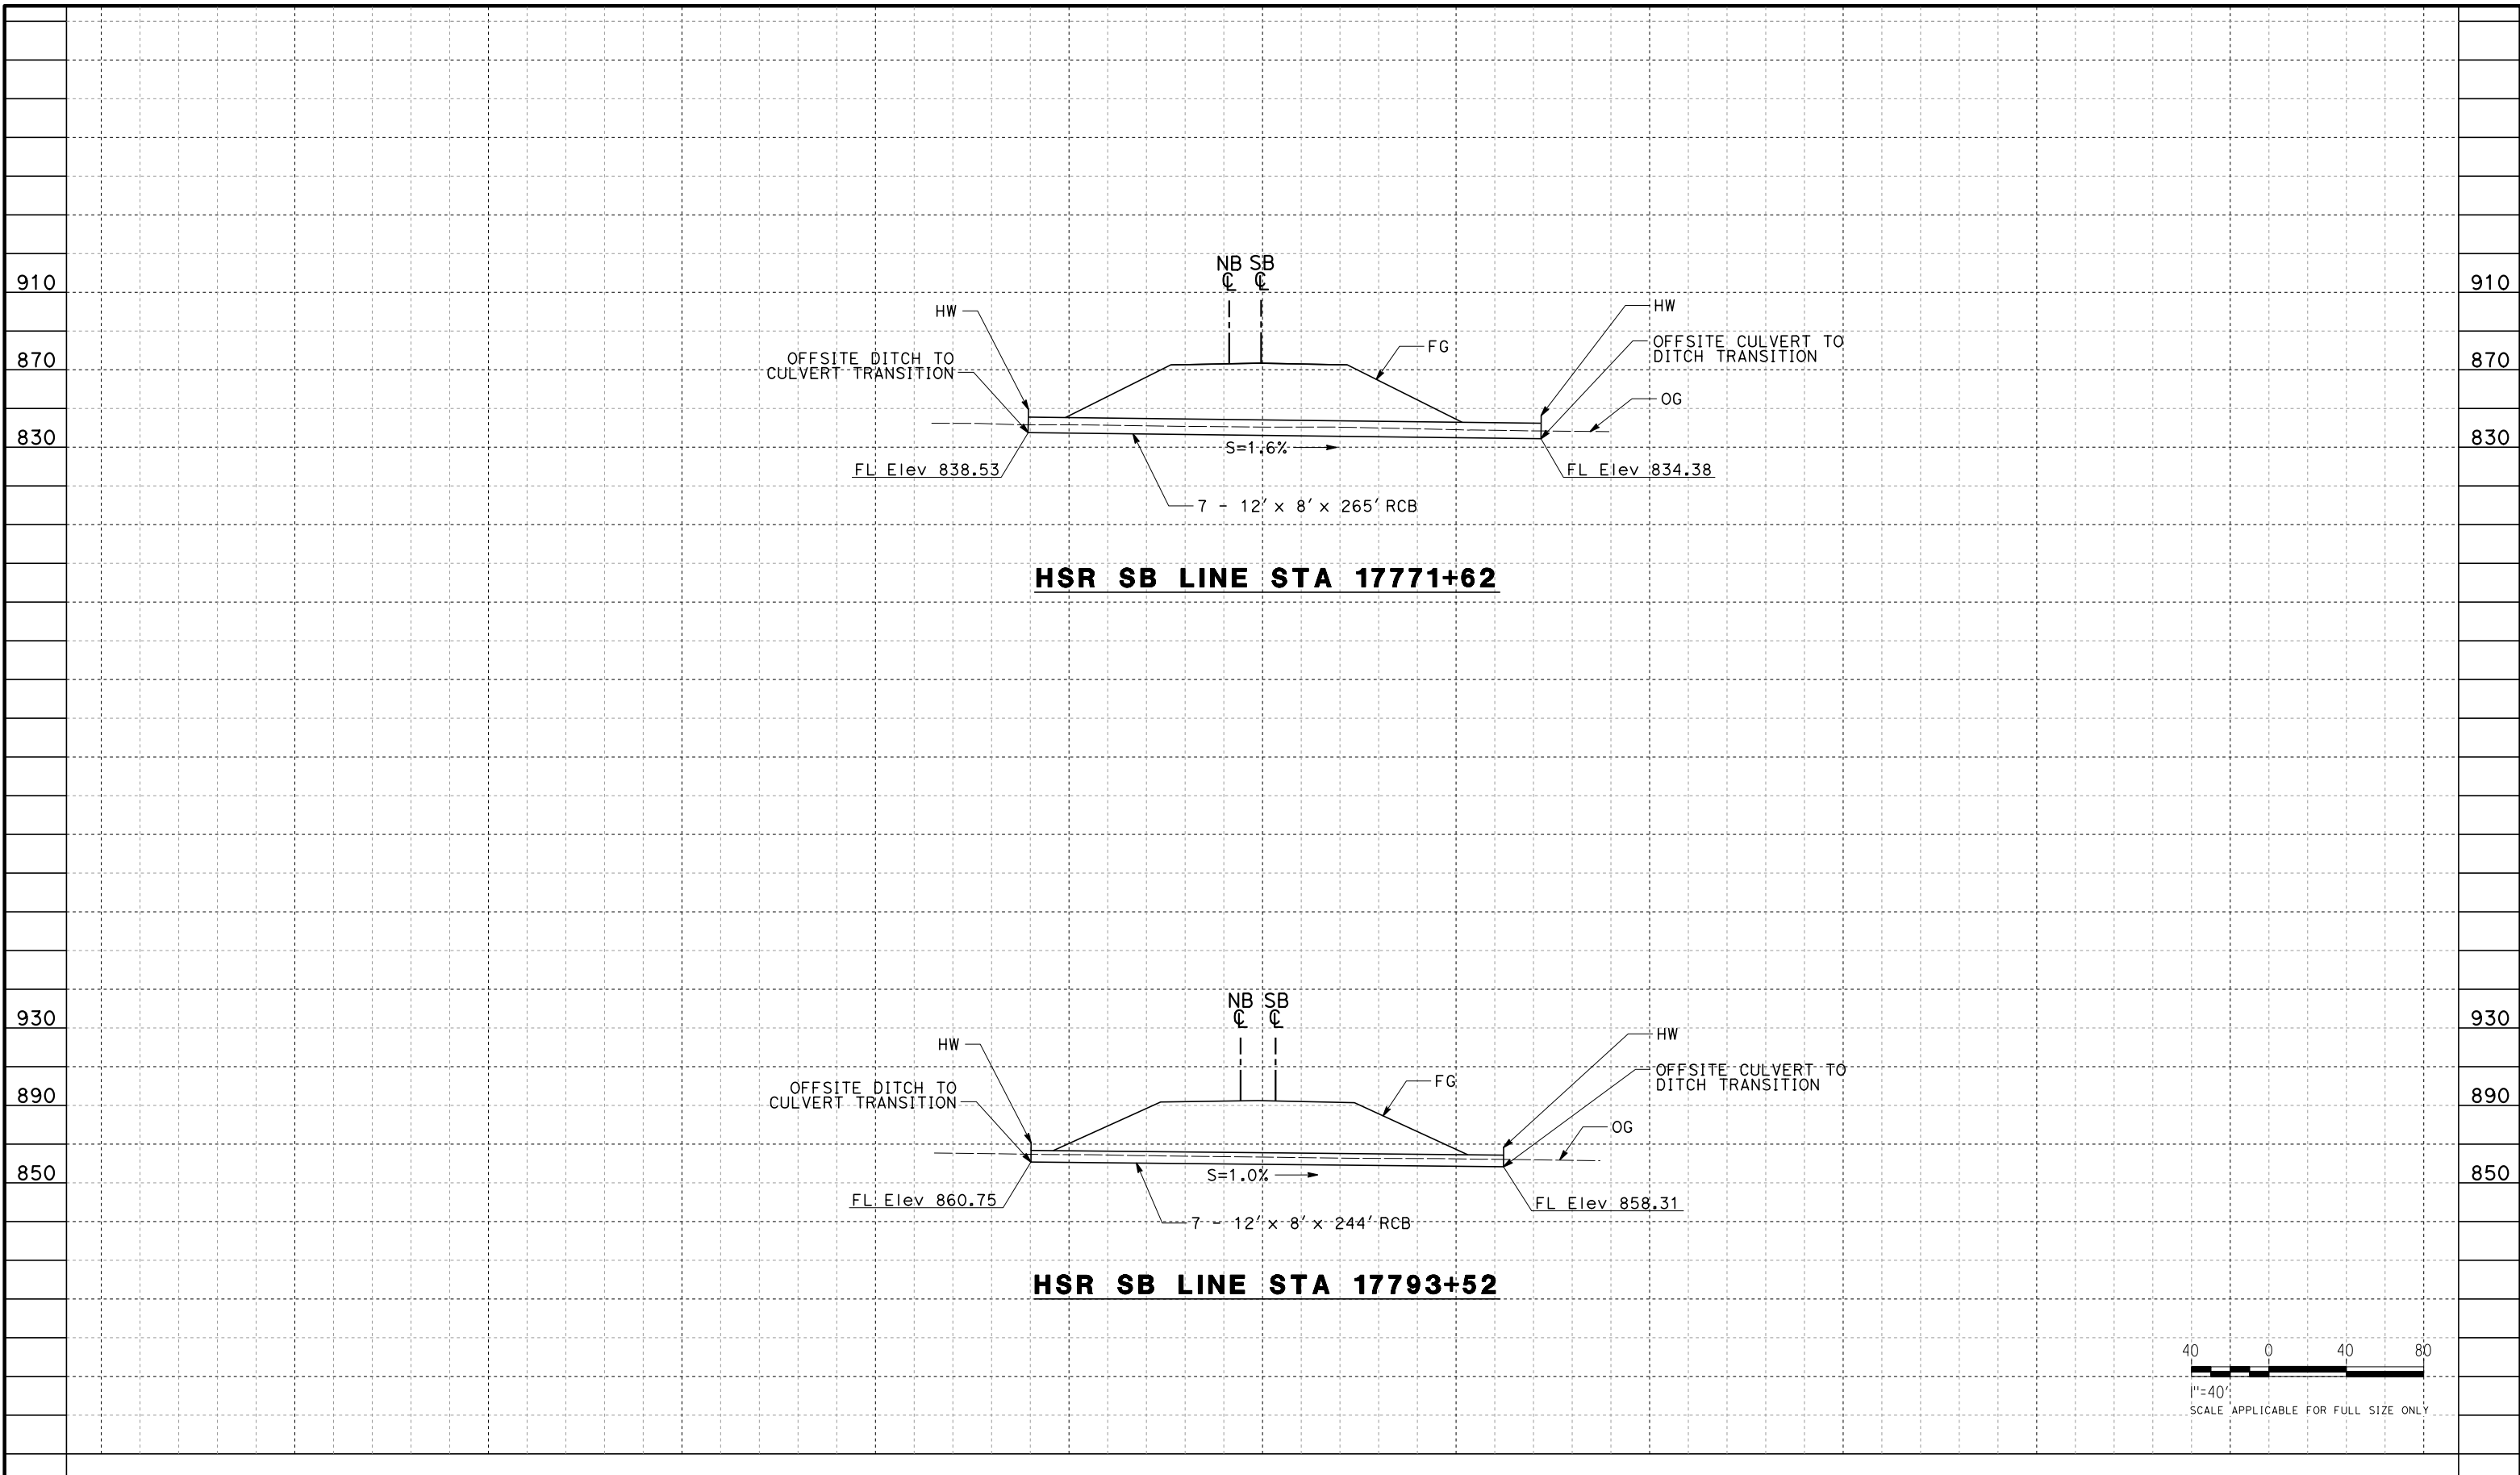 NB SB
℄ ℄
910
910
HW
HW
OFFSITE DITCH TO
CULVERT TRANSITION
FG
OFFSITE CULVERT TO
DITCH TRANSITION
870
870
OG
830
830
S=1.6%
FL Elev 838.53
FL Elev 834.38
7 - 12' x 8' x 265' RCB
HSR SB LINE STA 17771+62
NB SB
℄ ℄
930
930
HW
HW
OFFSITE DITCH TO
CULVERT TRANSITION
FG
OFFSITE CULVERT TO
DITCH TRANSITION
890
890
OG
850
850
S=1.0%
FL Elev 860.75
FL Elev 858.31
7 - 12' x 8' x 244' RCB
HSR SB LINE STA 17793+52
40 0 40 80
1"=40'
SCALE APPLICABLE FOR FULL SIZE ONLY